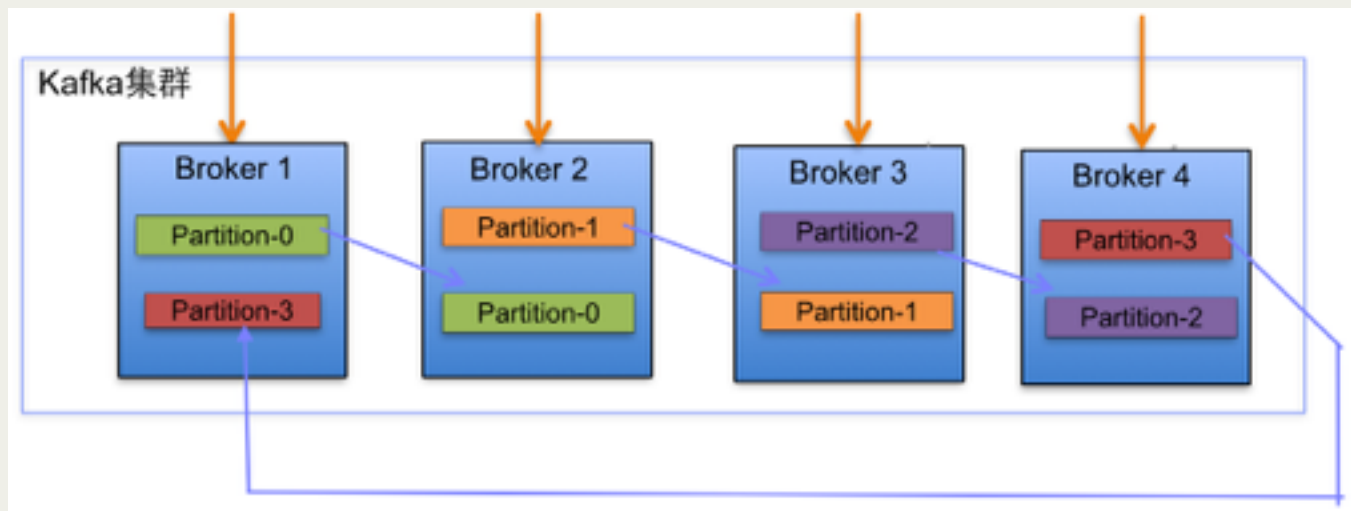 Kafka集群
Broker 1
Partition-0
Partition-3
Broker 2
Partition-1
Partition-0
Broker 3
Partition-2
Partition-1
Broker 4
Partition-3
Partition-2